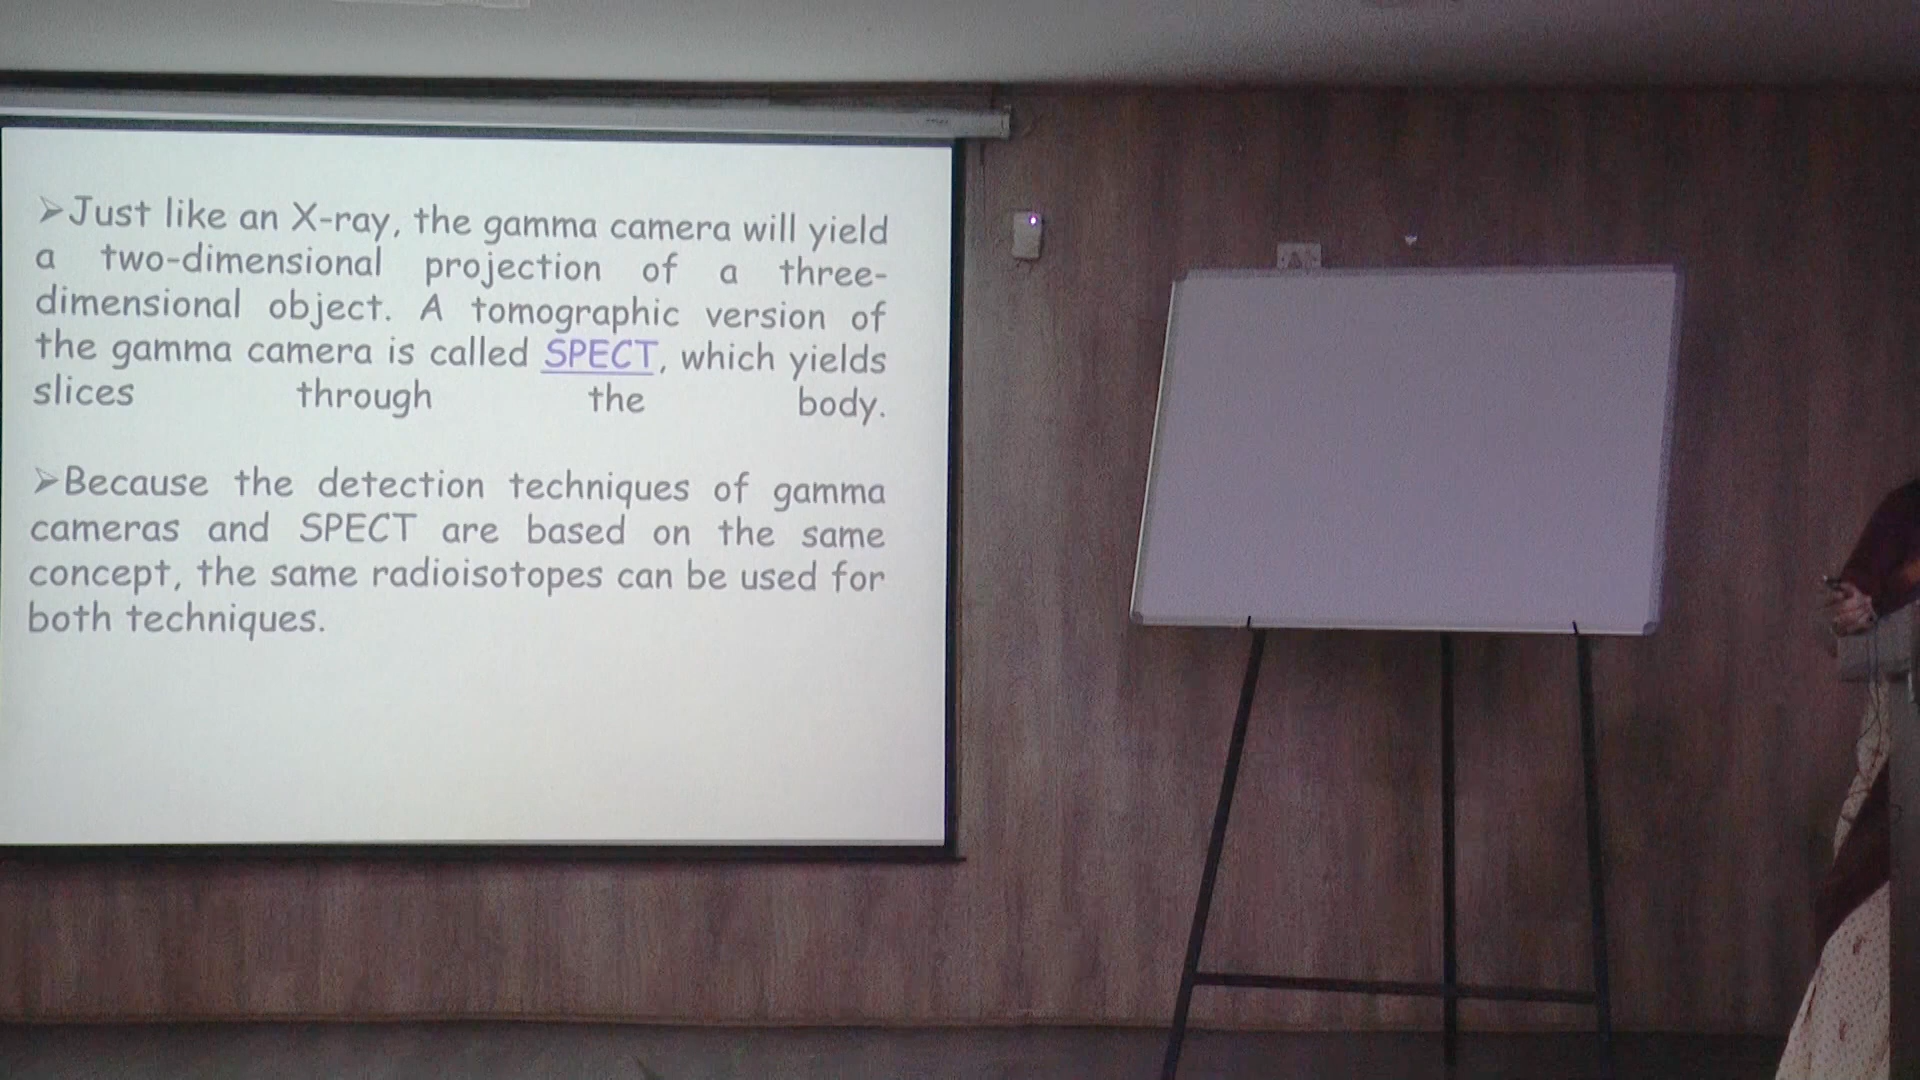 ➢Just like an X-ray, the gamma camera will yield
a two-dimensional projection of a three-
dimensional object. A tomographic version of
the gamma camera is called SPECT, which yields
slices through the body.
➢Because the detection techniques of gamma
cameras and SPECT are based on the same
concept, the same radioisotopes can be used for
both techniques.